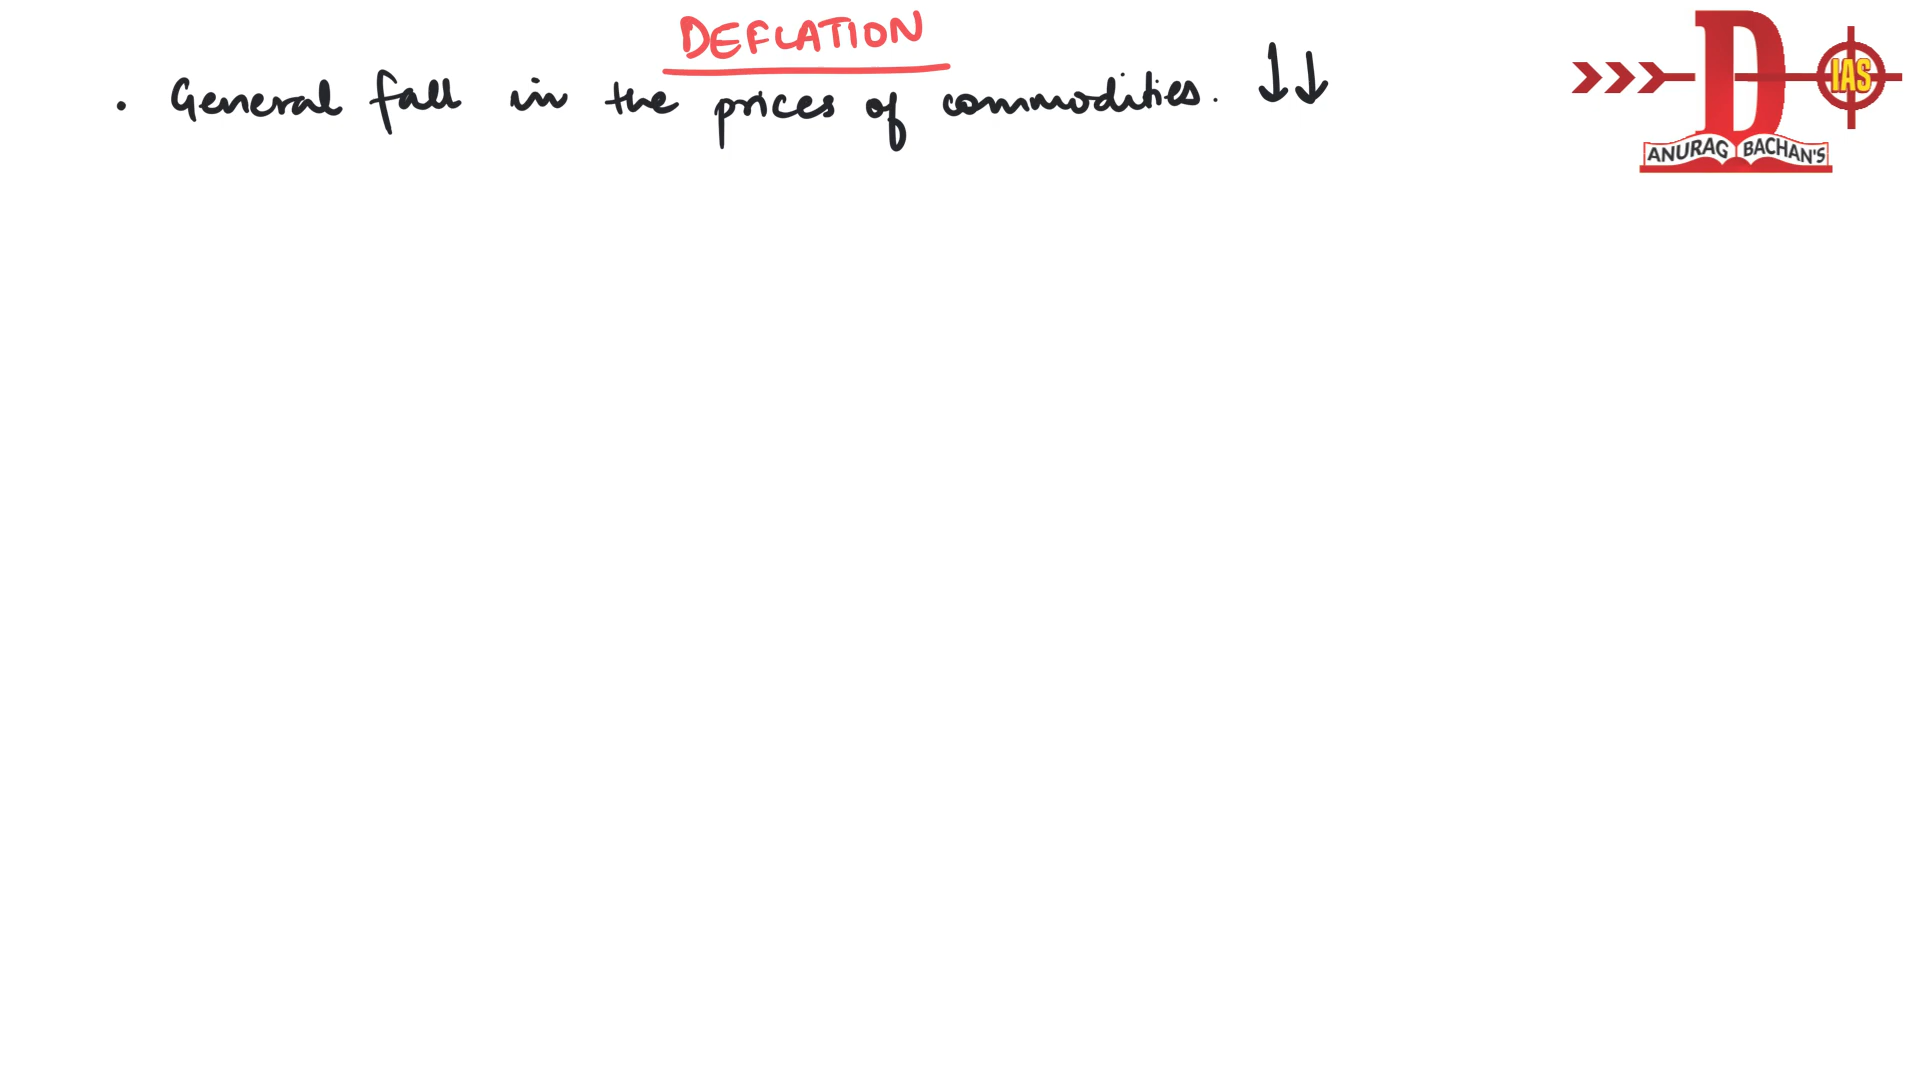 DEFLATION
. General fall in the prices of commodities. ↓↓
D
IAS
ANURAG BACHAN'S